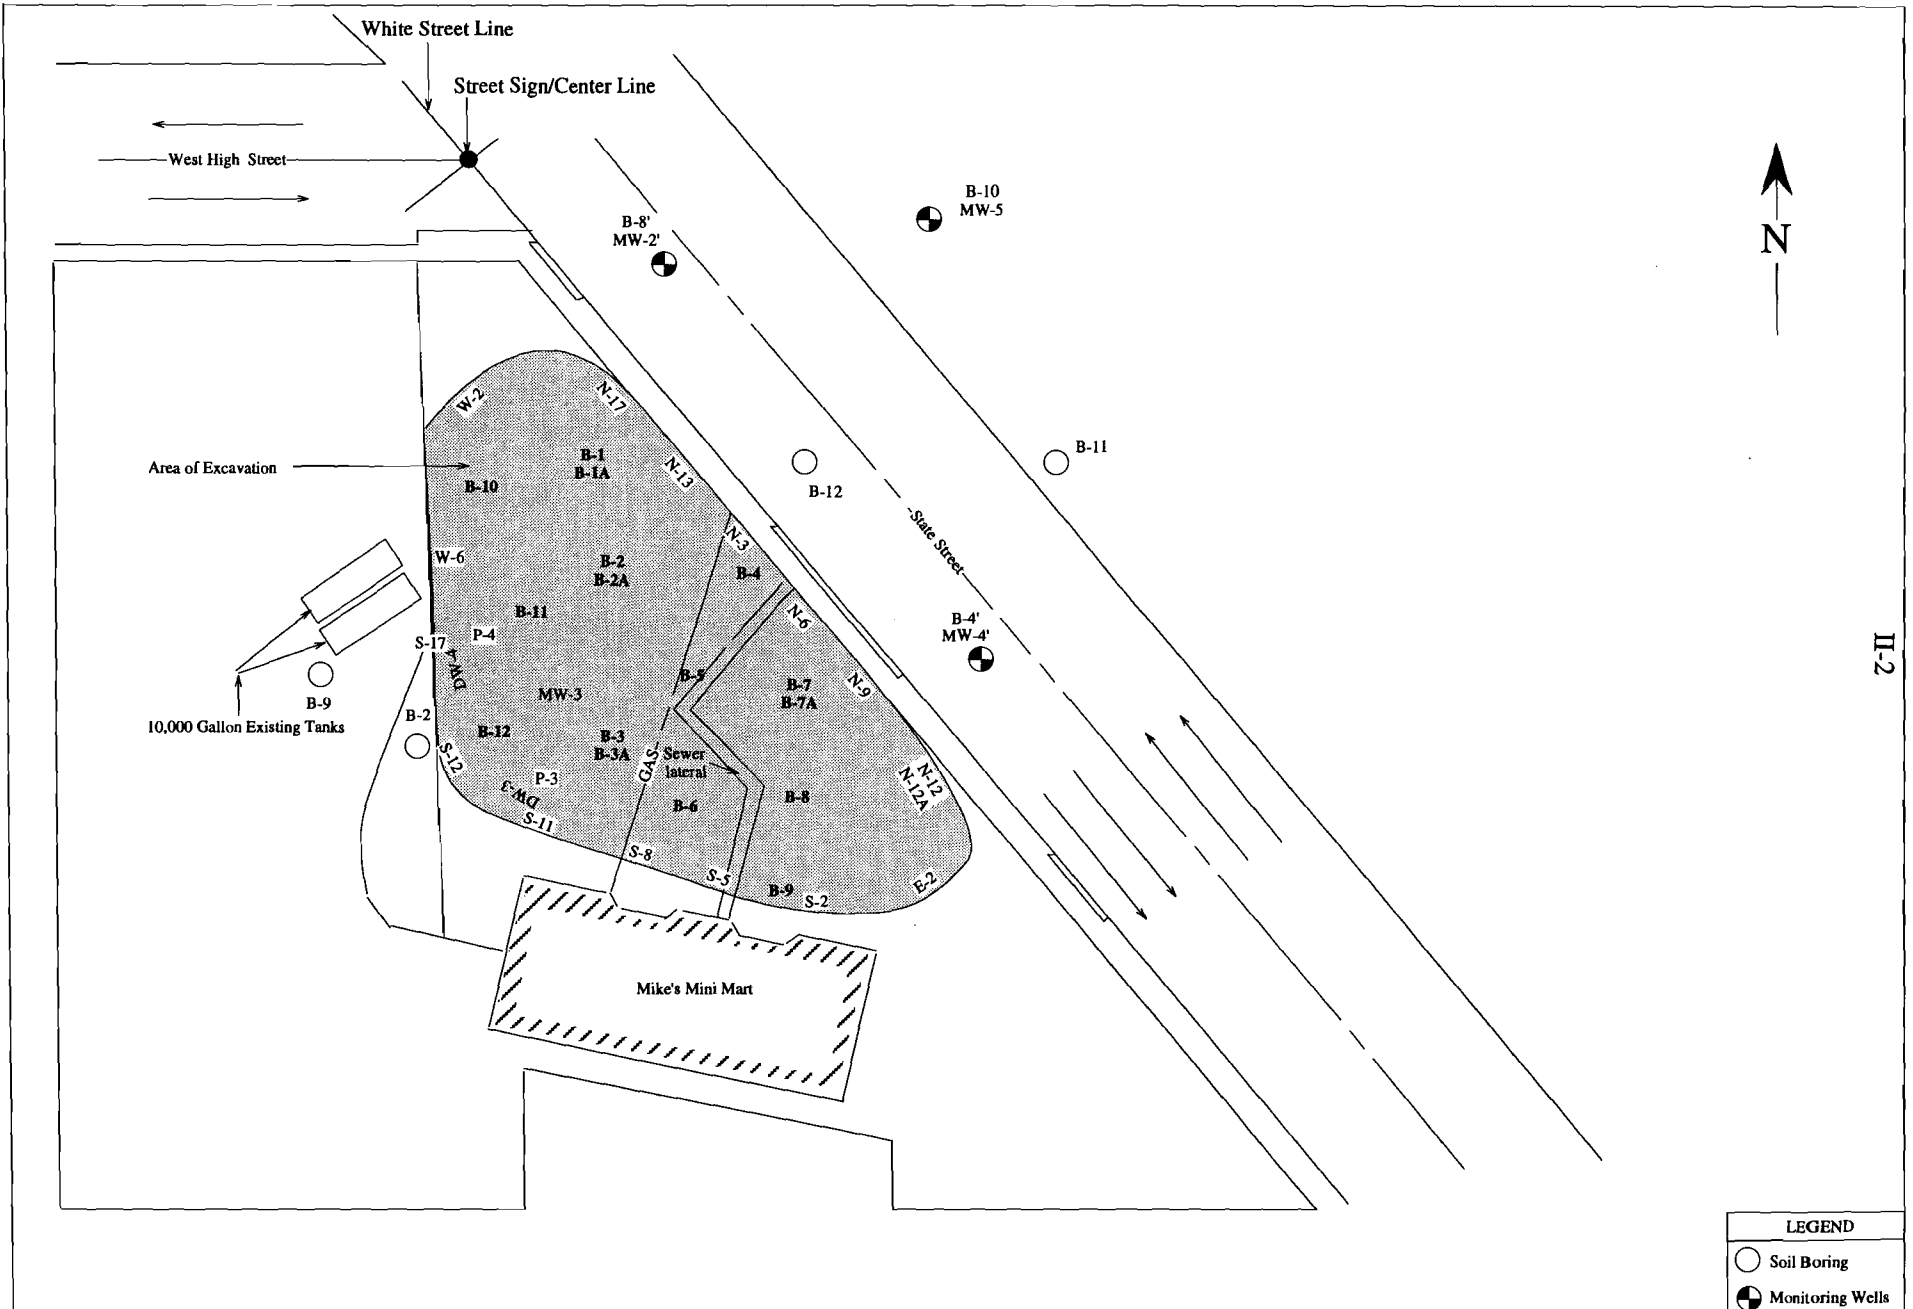 White Street Line
Street Sign/Center Line
West High Street
B-10
MW-5
B-8'
MW-2'
N
W-2
N-17
Area of Excavation
B-1
B-1A
N-13
B-10
B-12
B-11
State Street
N-3
W-6
B-2
B-2A
B-4
B-11
N-6
B-4'
MW-4'
S-17
P-4
DW-4
B-5
B-7
B-7A
N-9
MW-3
II-2
B-9
10,000 Gallon Existing Tanks
B-2
B-12
B-3
B-3A
S-12
GAS
Sewer
lateral
P-3
DW-3
N-12
N-12A
B-6
B-8
S-11
S-8
S-5
B-9
S-2
E-2
Mike's Mini Mart
LEGEND
Soil Boring
Monitoring Wells